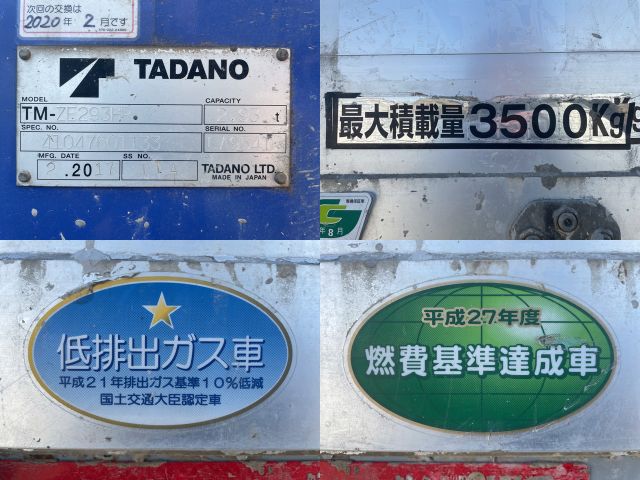 次回の交換は
2020年 2月です
TADANO
MODEL
CAPACITY
TM-ZE293
t
SPEC. NO.
SERIAL NO.
MFG. DATE
SS NO.
2.2017
TADANO LTD.
MADE IN JAPAN
最大積載量3500Kg
年8月
低排出ガス車
平成21年排出ガス基準10%低減
国土交通大臣認定車
平成27年度
燃費基準達成車